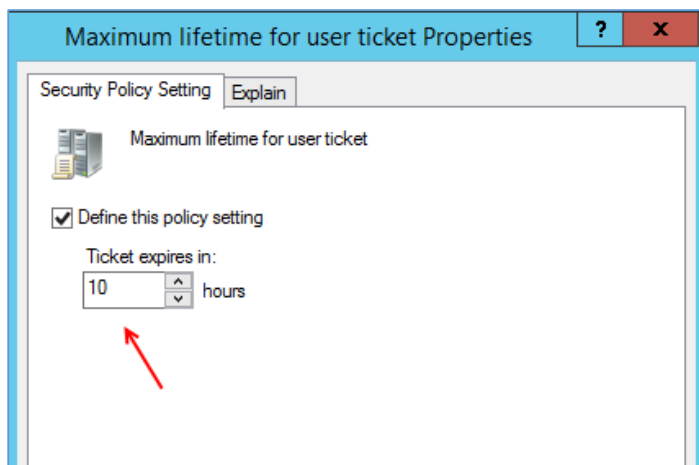 Maximum lifetime for user ticket Properties
? x
Security Policy Setting Explain
Maximum lifetime for user ticket
Define this policy setting
Ticket expires in:
10 hours